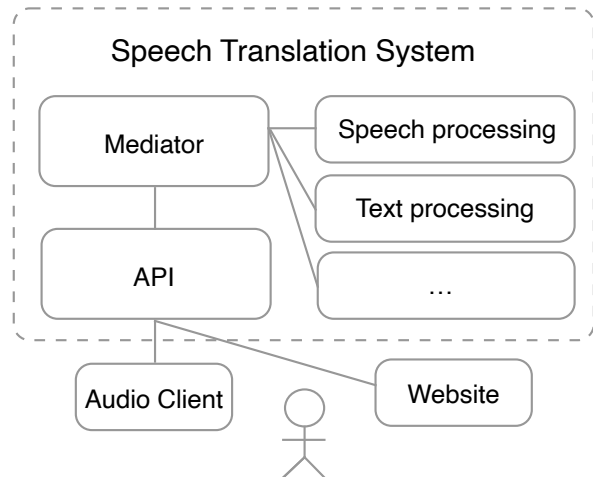 Speech Translation System
Mediator
Speech processing
Text processing
API
…
Audio Client
Website